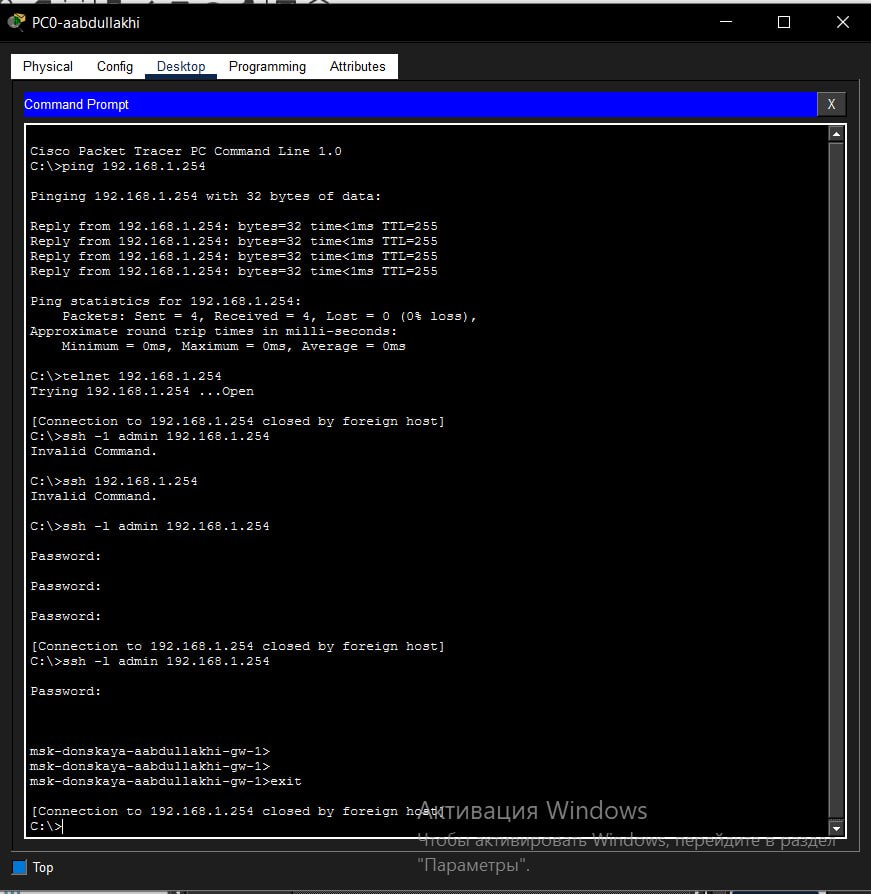 PC0-aabdullakhi
Physical Config Desktop Programming Attributes
Command Prompt X
Cisco Packet Tracer PC Command Line 1.0
C:\>ping 192.168.1.254
Pinging 192.168.1.254 with 32 bytes of data:
Reply from 192.168.1.254: bytes=32 time<1ms TTL=255
Reply from 192.168.1.254: bytes=32 time<1ms TTL=255
Reply from 192.168.1.254: bytes=32 time<1ms TTL=255
Reply from 192.168.1.254: bytes=32 time<1ms TTL=255
Ping statistics for 192.168.1.254:
Packets: Sent = 4, Received = 4, Lost = 0 (0% loss),
Approximate round trip times in milli-seconds:
Minimum = 0ms, Maximum = 0ms, Average = 0ms
C:\>telnet 192.168.1.254
Trying 192.168.1.254 ...Open
[Connection to 192.168.1.254 closed by foreign host]
C:\>ssh -1 admin 192.168.1.254
Invalid Command.
C:\>ssh 192.168.1.254
Invalid Command.
C:\>ssh -l admin 192.168.1.254
Password:
Password:
Password:
[Connection to 192.168.1.254 closed by foreign host]
C:\>ssh -l admin 192.168.1.254
Password:
msk-donskaya-aabdullakhi-gw-1>
msk-donskaya-aabdullakhi-gw-1>
msk-donskaya-aabdullakhi-gw-1>exit
[Connection to 192.168.1.254 closed by foreign host]
C:\>
Активация Windows
Чтобы активировать Windows, перейдите в раздел
"Параметры".
Top